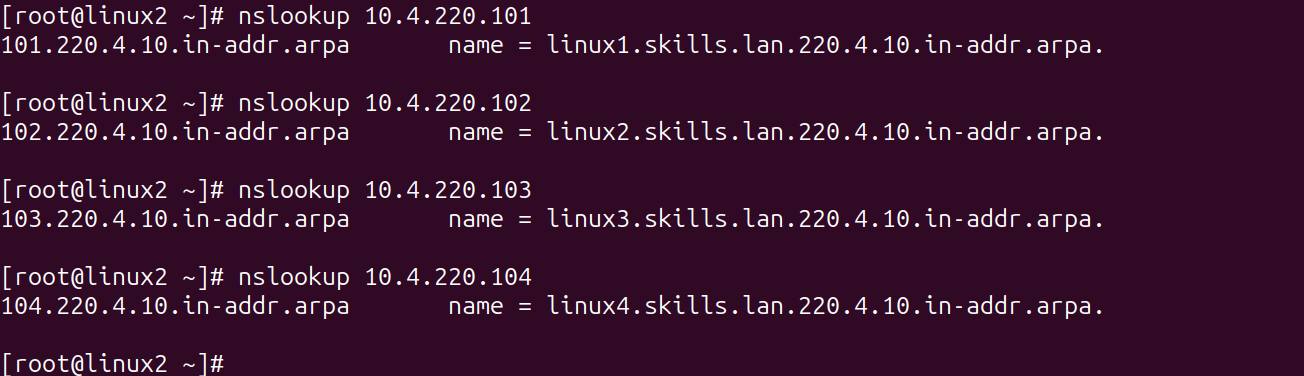 [root@linux2 ~]# nslookup 10.4.220.101
101.220.4.10.in-addr.arpa       name = linux1.skills.lan.220.4.10.in-addr.arpa.
[root@linux2 ~]# nslookup 10.4.220.102
102.220.4.10.in-addr.arpa       name = linux2.skills.lan.220.4.10.in-addr.arpa.
[root@linux2 ~]# nslookup 10.4.220.103
103.220.4.10.in-addr.arpa       name = linux3.skills.lan.220.4.10.in-addr.arpa.
[root@linux2 ~]# nslookup 10.4.220.104
104.220.4.10.in-addr.arpa       name = linux4.skills.lan.220.4.10.in-addr.arpa.
[root@linux2 ~]#